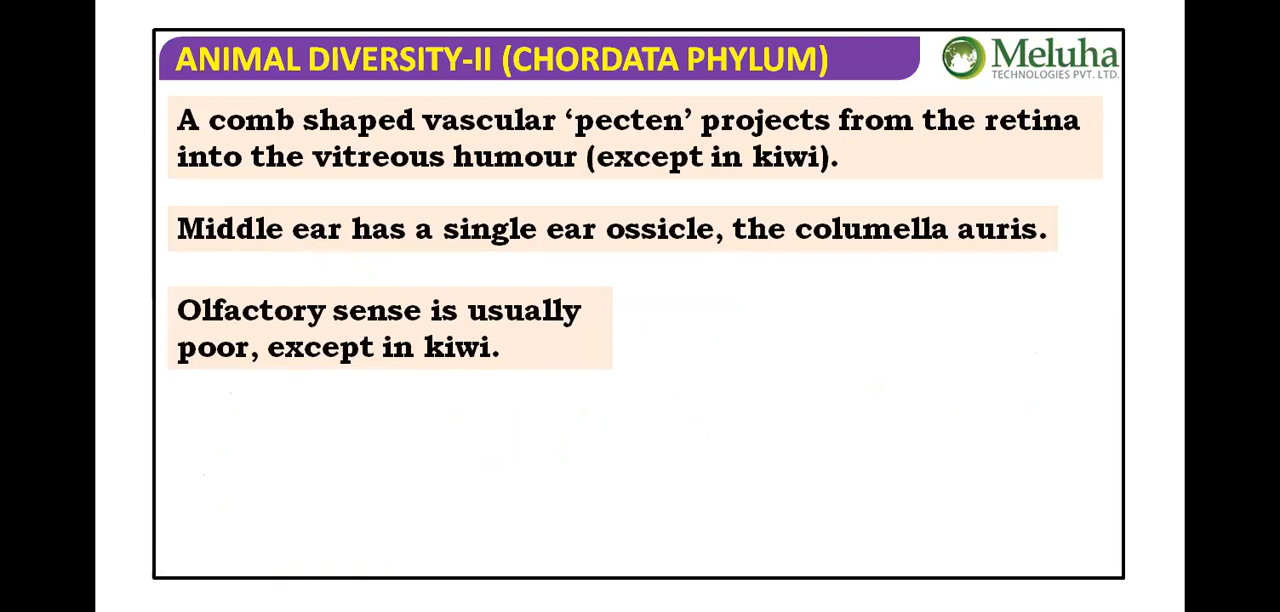 ANIMAL DIVERSITY-II (CHORDATA PHYLUM)
Meluha
TECHNOLOGIES PVT. LTD.
A comb shaped vascular ‘pecten’ projects from the retina
into the vitreous humour (except in kiwi).
Middle ear has a single ear ossicle, the columella auris.
Olfactory sense is usually
poor, except in kiwi.